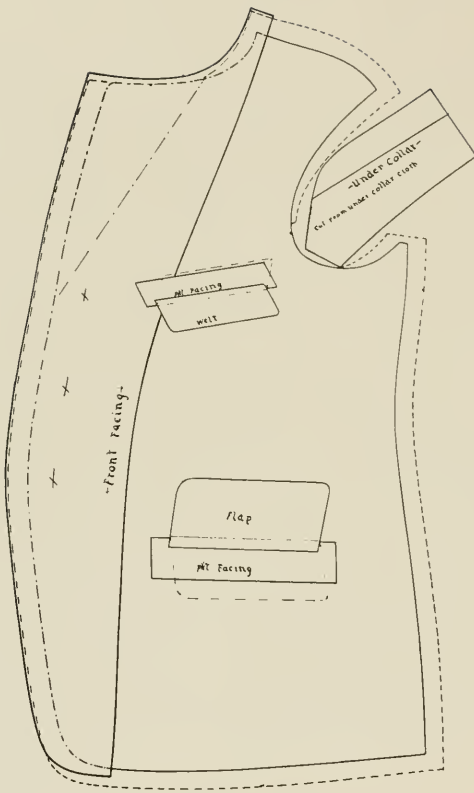 -Under Collar-
Cut From under collar cloth
PKT Facing
Welt
-Front Facing-
Flap
PKT Facing